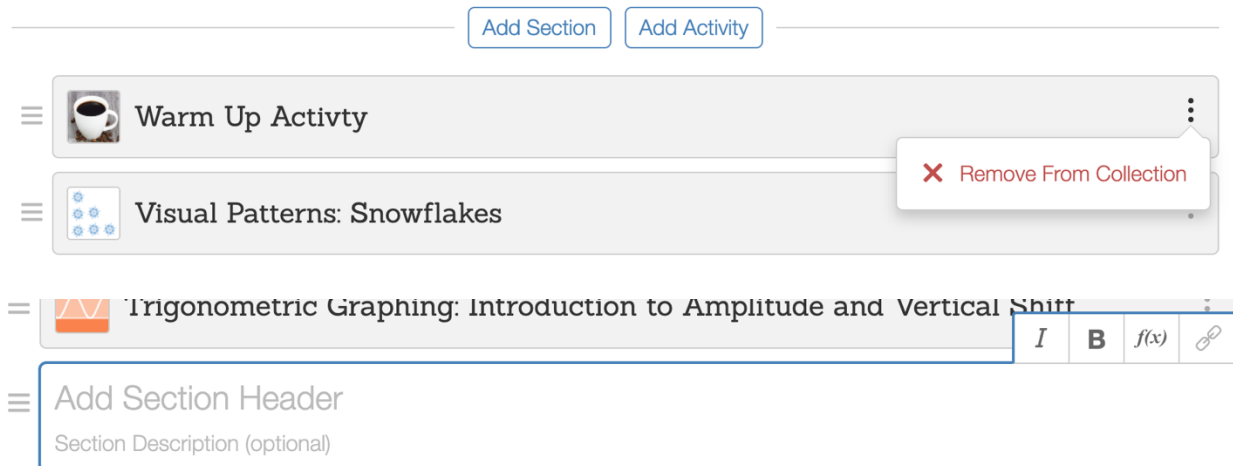 Add Section Add Activity
Warm Up Activty
Remove From Collection
Visual Patterns: Snowflakes
Trigonometric Graphing: Introduction to Amplitude and Vertical Shift
I B f(x)
Add Section Header
Section Description (optional)